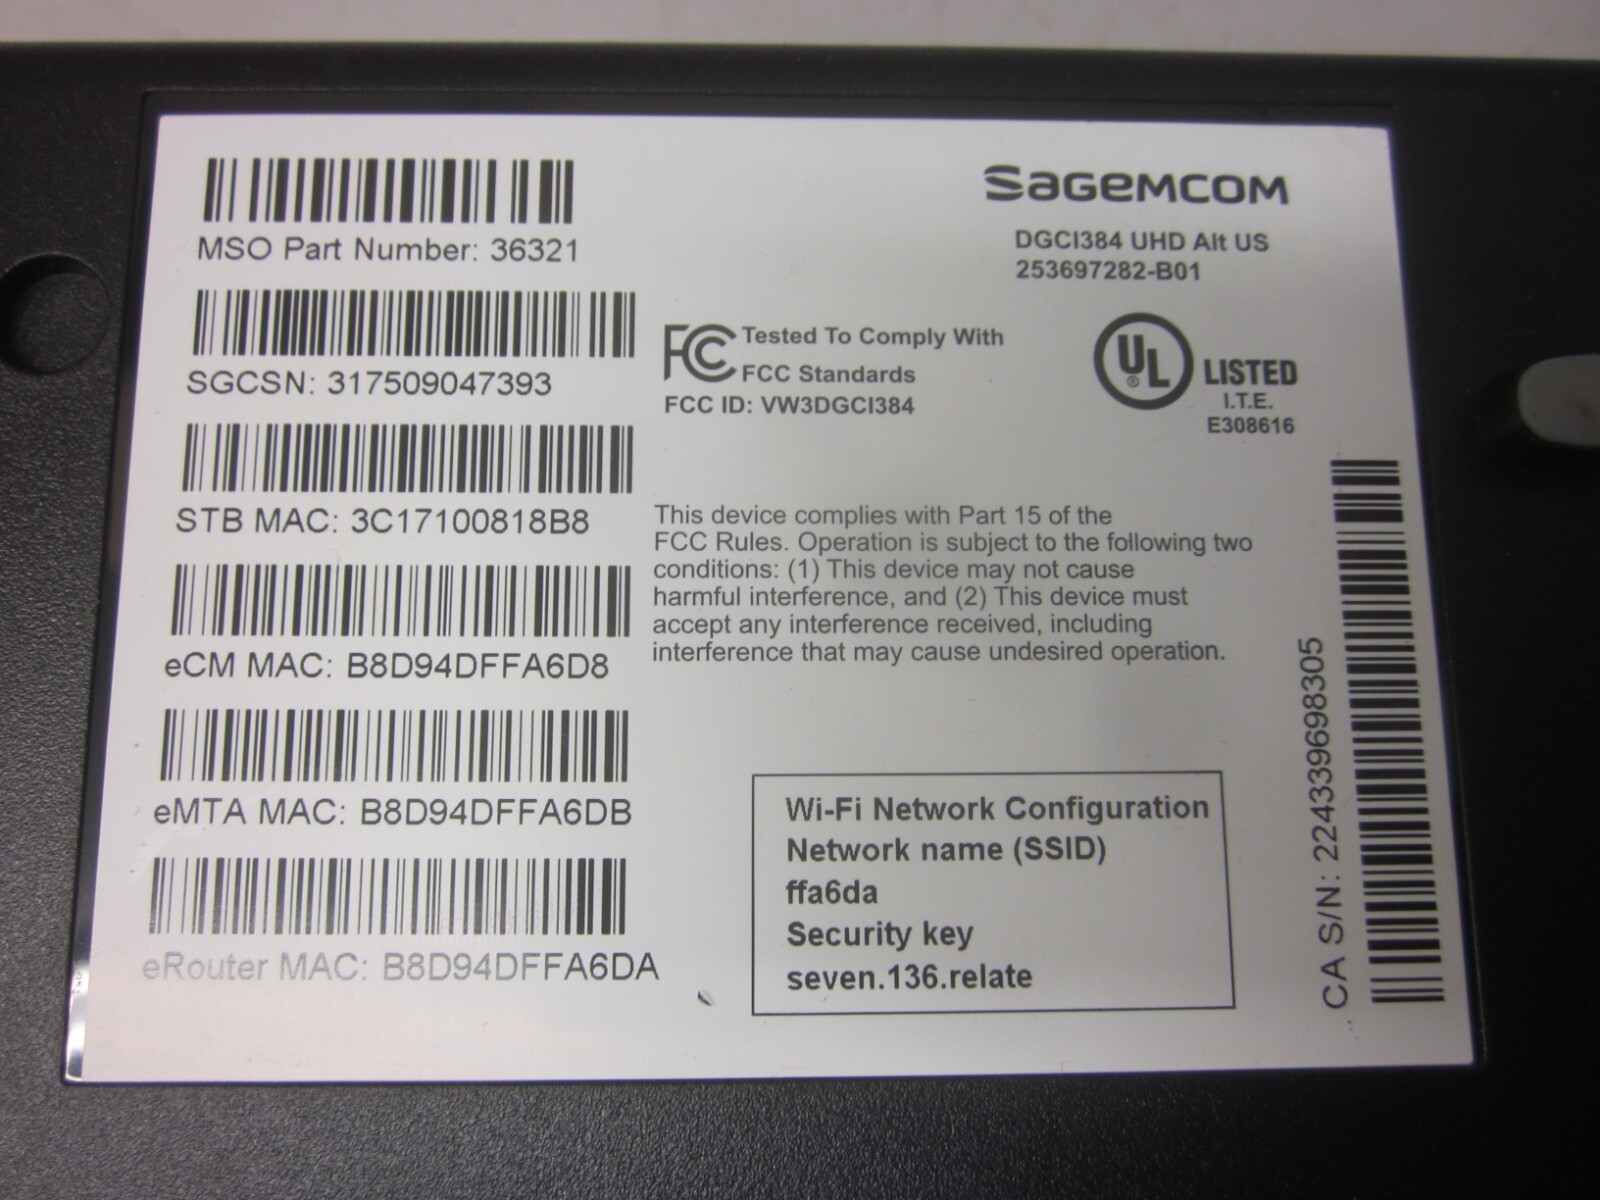 MSO Part Number: 36321
SGCSN: 317509047393
STB MAC: 3C17100818B8
eCM MAC: B8D94DFFA6D8
eMTA MAC: B8D94DFFA6DB
eRouter MAC: B8D94DFFA6DA
SAGEMCOM
DGCI384 UHD Alt US
253697282-B01
FC Tested To Comply With
FCC Standards
FCC ID: VW3DGCI384
UL ® LISTED
I.T.E.
E308616
This device complies with Part 15 of the
FCC Rules. Operation is subject to the following two
conditions: (1) This device may not cause
harmful interference, and (2) This device must
accept any interference received, including
interference that may cause undesired operation.
Wi-Fi Network Configuration
Network name (SSID)
ffa6da
Security key
seven.136.relate
CA S/N: 224339698305